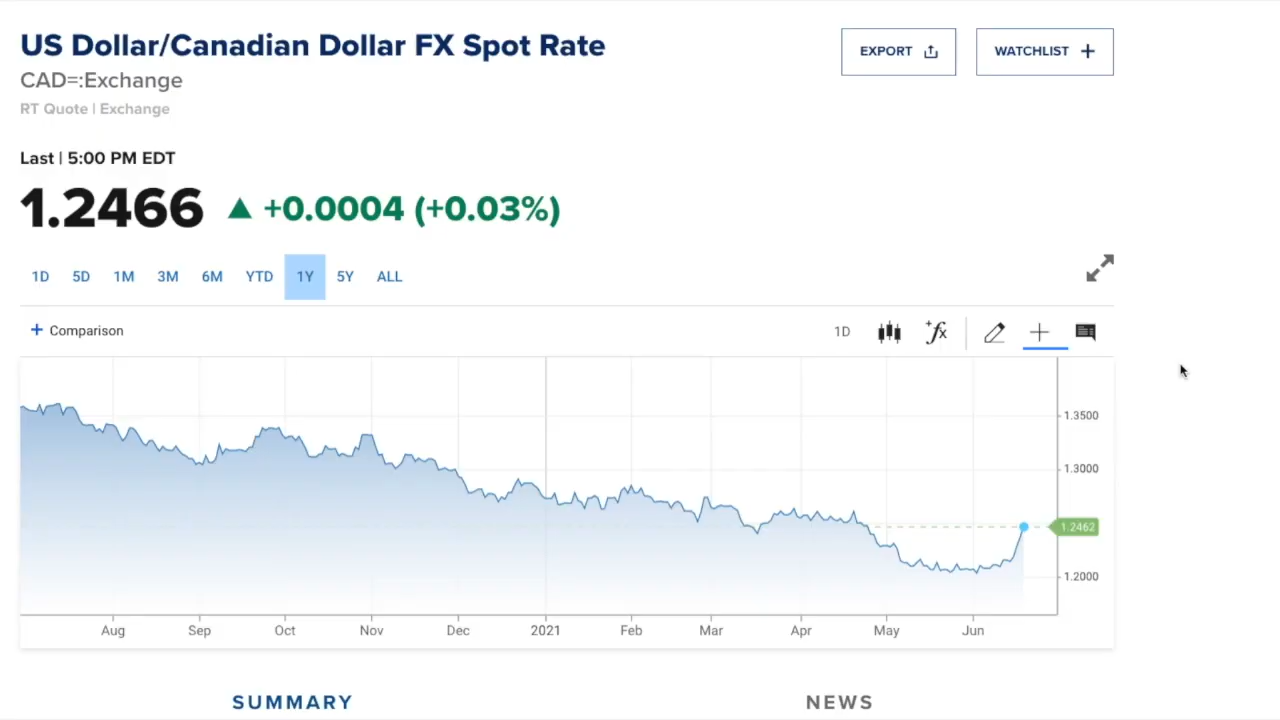 US Dollar/Canadian Dollar FX Spot Rate
EXPORT
WATCHLIST +
CAD=:Exchange
RT Quote | Exchange
Last | 5:00 PM EDT
1.2466 ▲ +0.0004 (+0.03%)
1D 5D 1M 3M 6M YTD 1Y 5Y ALL
+ Comparison
1D
+fx
1.3500
1.3000
1.2462
1.2000
Aug Sep Oct Nov Dec 2021 Feb Mar Apr May Jun
SUMMARY
NEWS